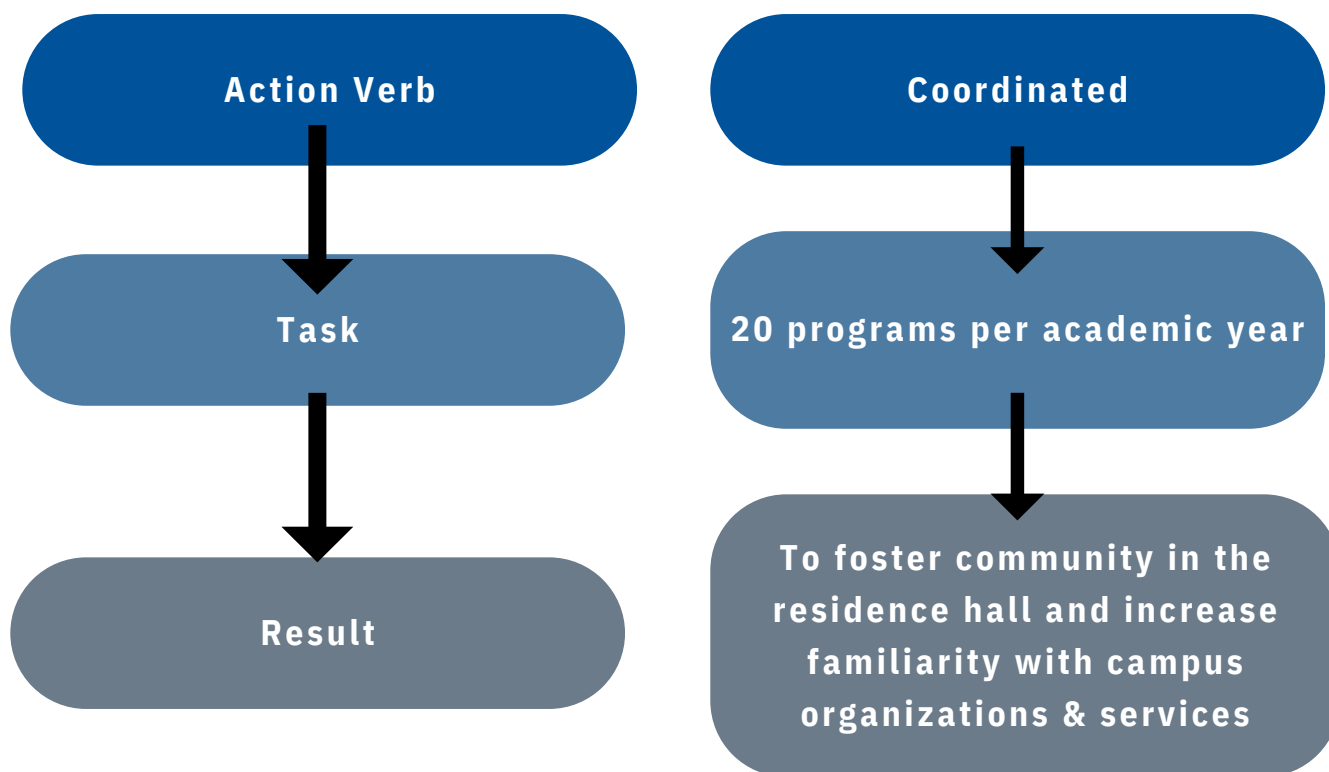 Action Verb
Task
Result
Coordinated
20 programs per academic year
To foster community in the
residence hall and increase
familiarity with campus
organizations & services